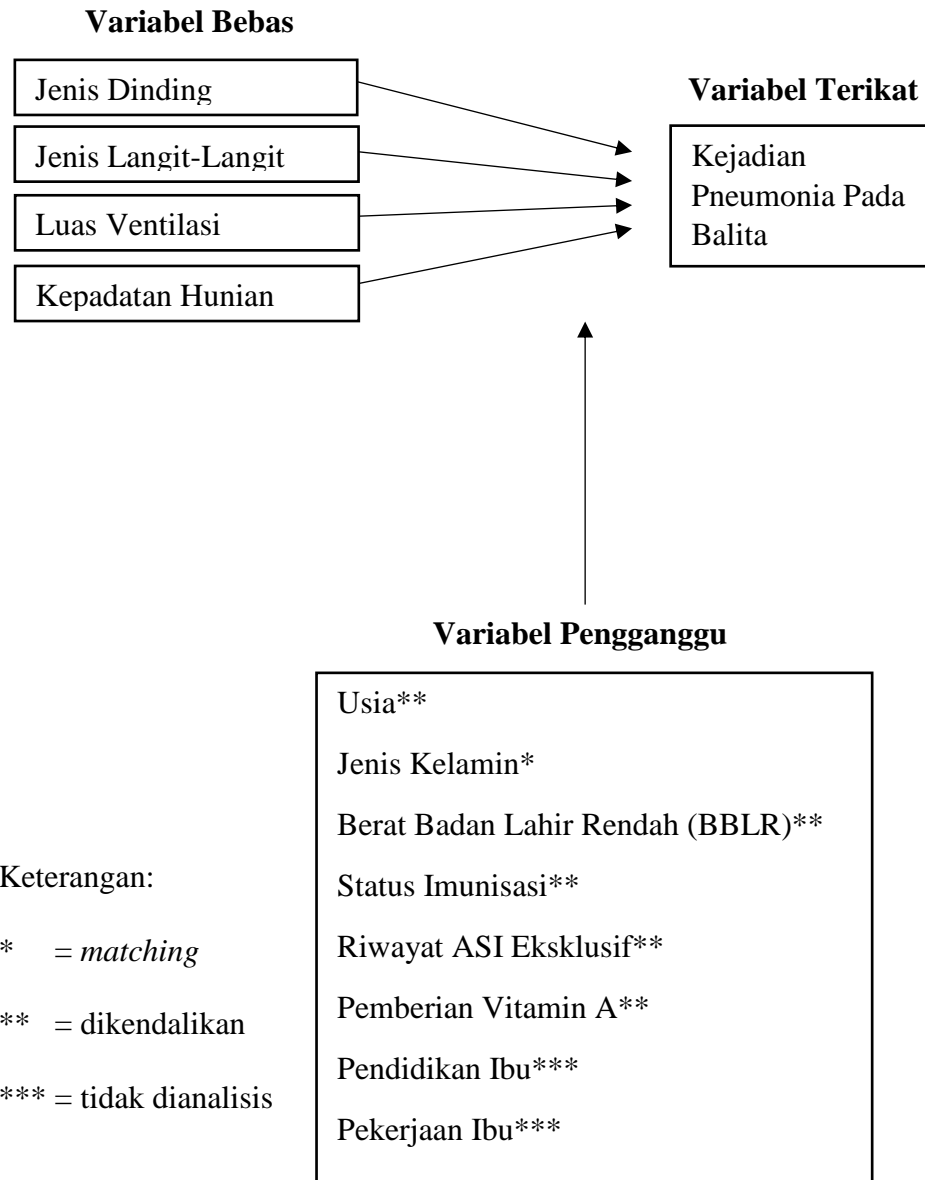 Variabel Bebas
Jenis Dinding
Jenis Langit-Langit
Luas Ventilasi
Kepadatan Hunian
Variabel Terikat
Kejadian
Pneumonia Pada
Balita
Variabel Pengganggu
Usia**
Jenis Kelamin*
Berat Badan Lahir Rendah (BBLR)**
Status Imunisasi**
Riwayat ASI Eksklusif**
Pemberian Vitamin A**
Pendidikan Ibu***
Pekerjaan Ibu***
Keterangan:
* = matching
** = dikendalikan
*** = tidak dianalisis